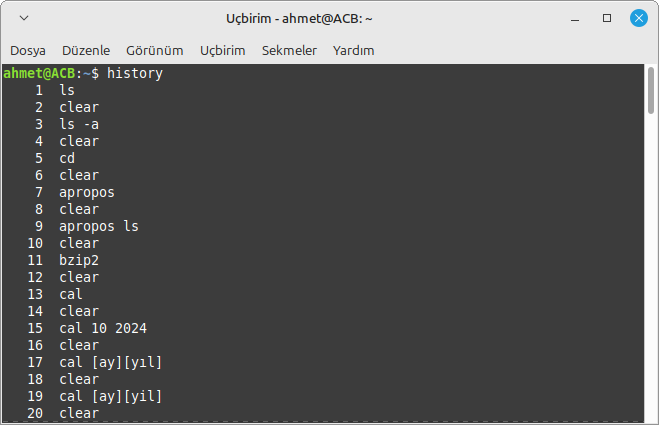 Uçbirim - ahmet@ACB: ~
Dosya Düzenle Görünüm Uçbirim Sekmeler Yardım
ahmet@ACB:~$ history
1 ls
2 clear
3 ls -a
4 clear
5 cd
6 clear
7 apropos
8 clear
9 apropos ls
10 clear
11 bzip2
12 clear
13 cal
14 clear
15 cal 10 2024
16 clear
17 cal [ay][yıl]
18 clear
19 cal [ay][yil]
20 clear